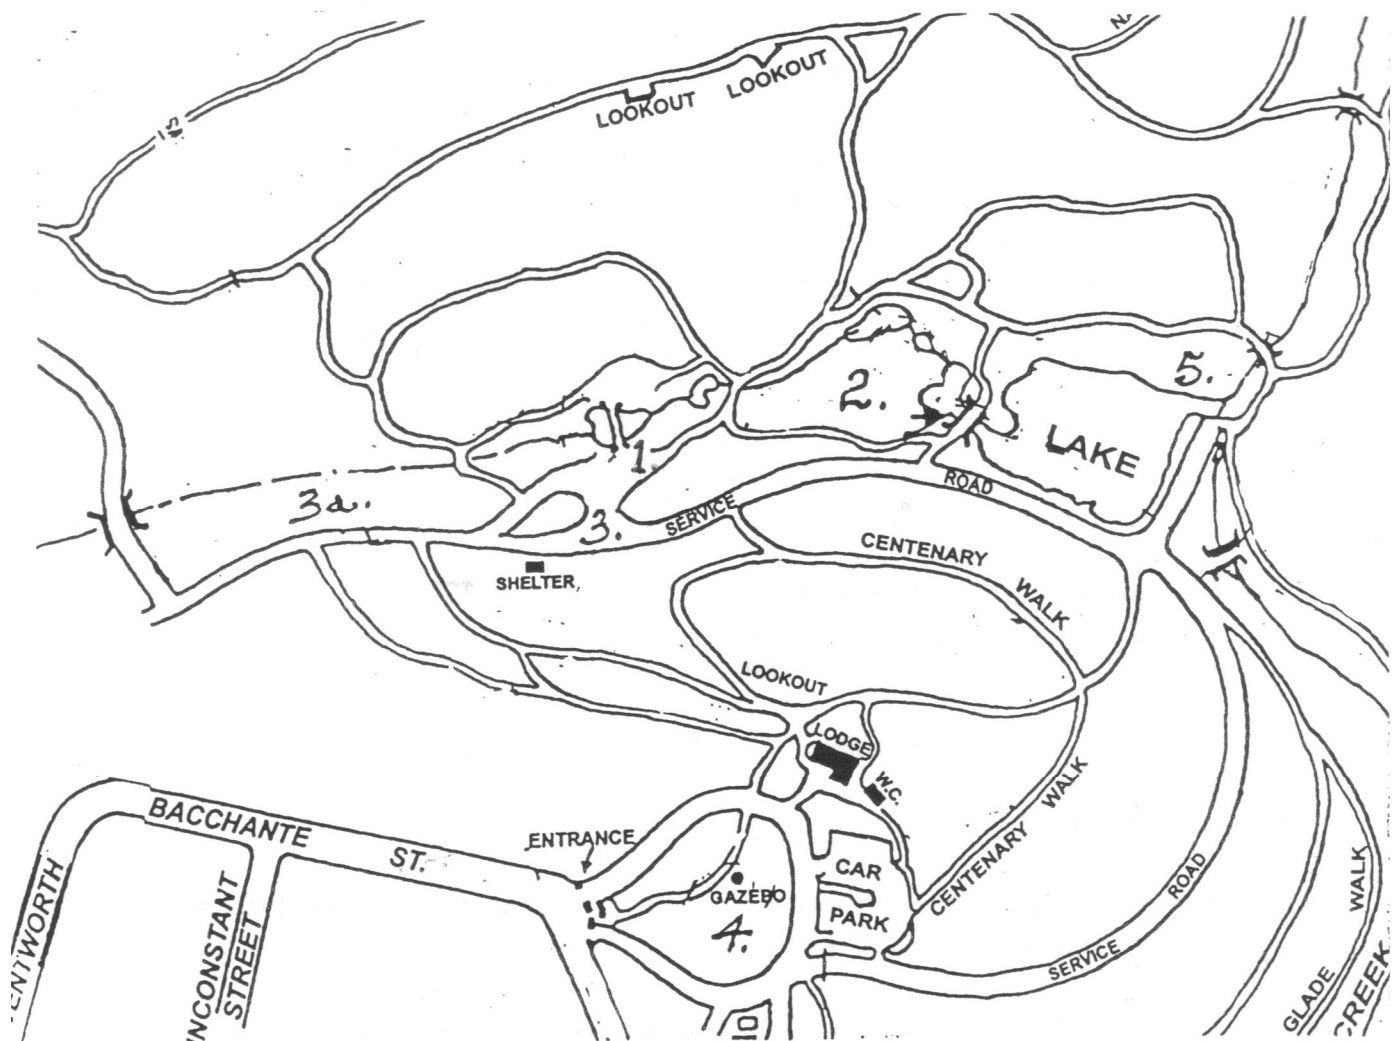 LOOKOUT
LOOKOUT
5.
2.
LAKE
1.
3a.
3.
SERVICE
ROAD
CENTENARY
WALK
SHELTER
LOOKOUT
LODGE
W.C.
WALK
BACCHANTE
ST.
ENTRANCE
CAR
PARK
GAZEBO
4.
CENTENARY
ROAD
SERVICE
WALK
GLADE
CREEK
INCONSTANT
STREET